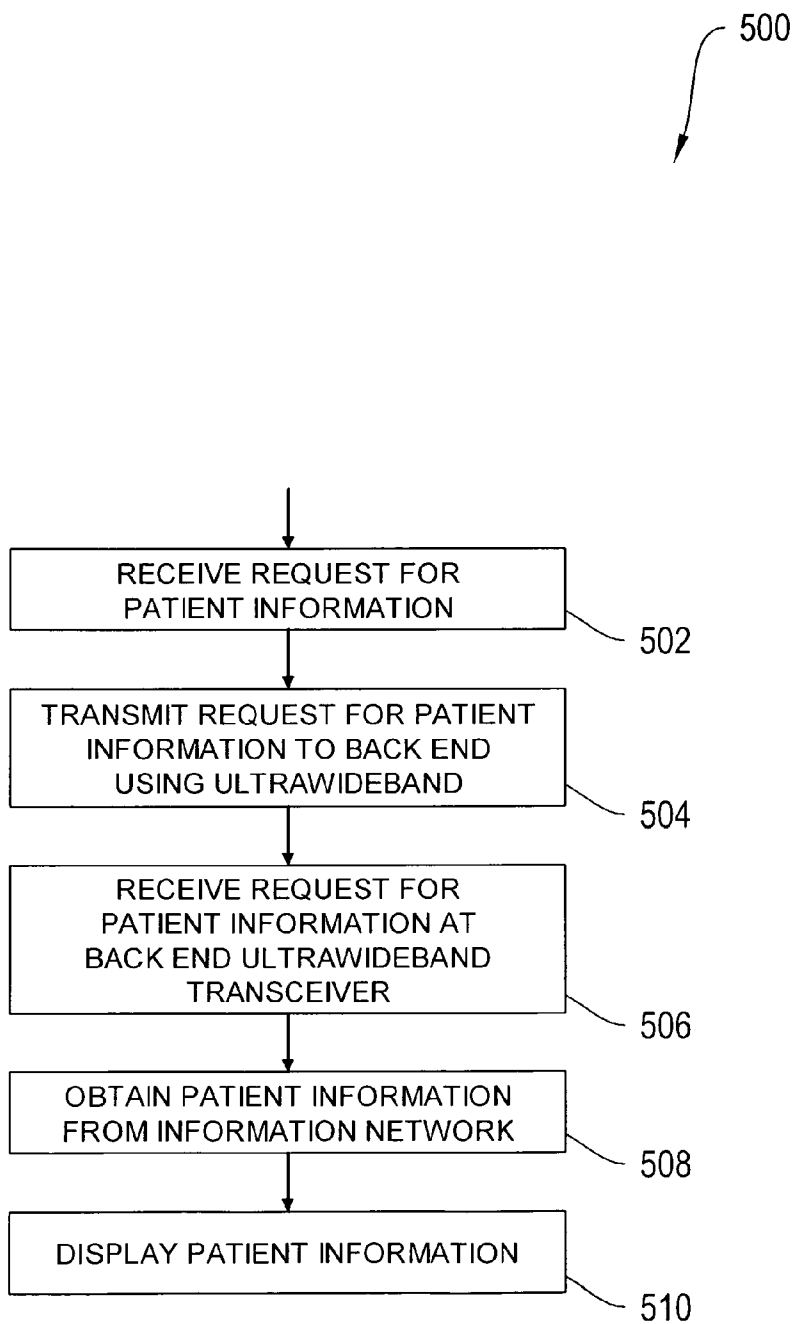 500
RECEIVE REQUEST FOR
PATIENT INFORMATION
502
TRANSMIT REQUEST FOR PATIENT
INFORMATION TO BACK END
USING ULTRAWIDEBAND
504
RECEIVE REQUEST FOR
PATIENT INFORMATION AT
BACK END ULTRAWIDEBAND
TRANSCEIVER
506
OBTAIN PATIENT INFORMATION
FROM INFORMATION NETWORK
508
DISPLAY PATIENT INFORMATION
510